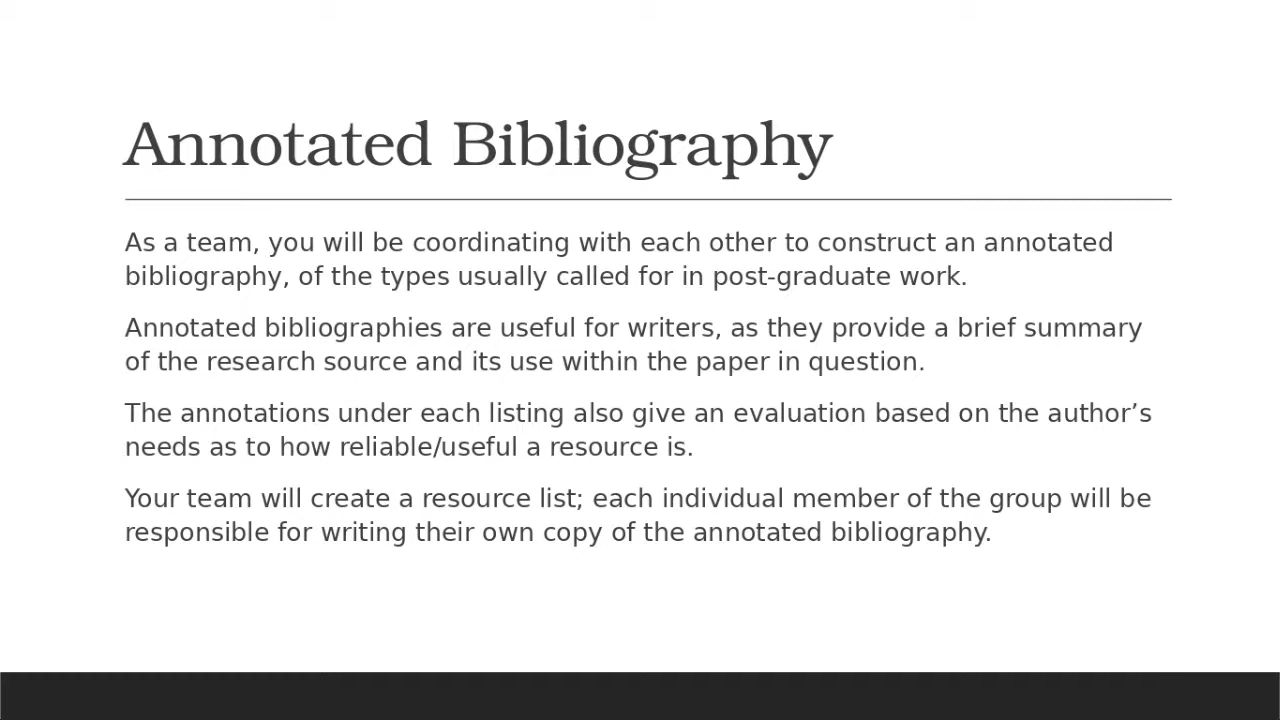 Annotated Bibliography
As a team, you will be coordinating with each other to construct an annotated
bibliography, of the types usually called for in post-graduate work.
Annotated bibliographies are useful for writers, as they provide a brief summary
of the research source and its use within the paper in question.
The annotations under each listing also give an evaluation based on the author’s
needs as to how reliable/useful a resource is.
Your team will create a resource list; each individual member of the group will be
responsible for writing their own copy of the annotated bibliography.